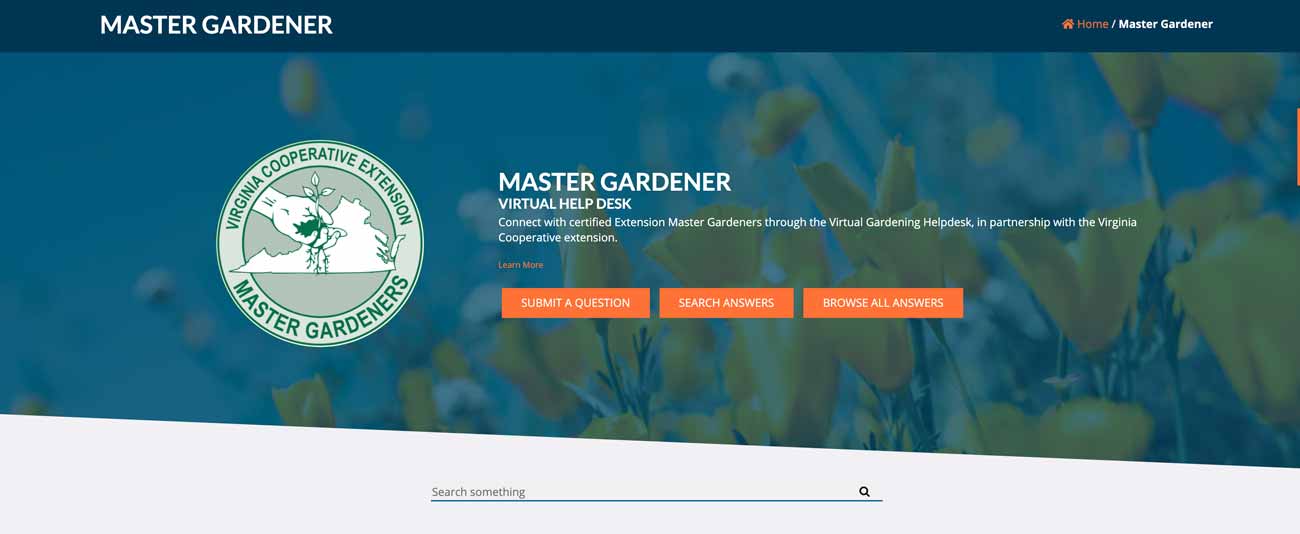 MASTER GARDENER
Home / Master Gardener
VIRGINIA COOPERATIVE EXTENSION
MASTER GARDENERS
MASTER GARDENER
VIRTUAL HELP DESK
Connect with certified Extension Master Gardeners through the Virtual Gardening Helpdesk, in partnership with the Virginia
Cooperative extension.
Learn More
SUBMIT A QUESTION
SEARCH ANSWERS
BROWSE ALL ANSWERS
Search something